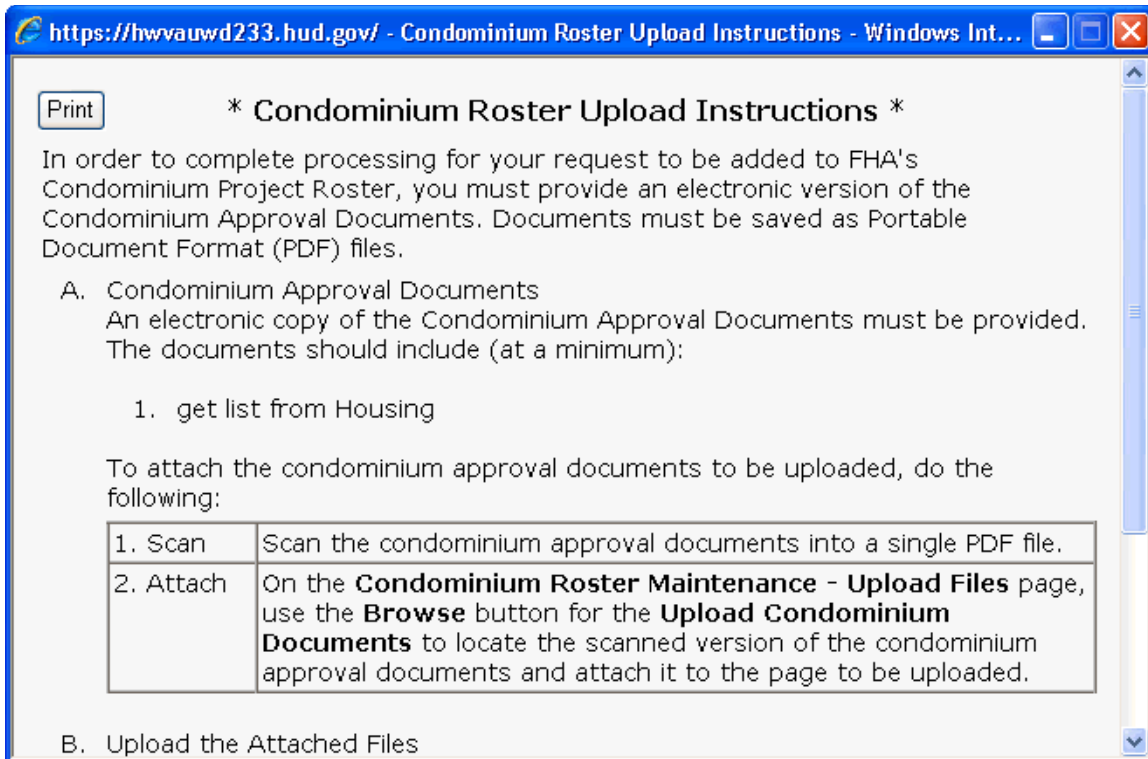 https://hwvauwd233.hud.gov/ - Condominium Roster Upload Instructions - Windows Int...
Print
* Condominium Roster Upload Instructions *
In order to complete processing for your request to be added to FHA's
Condominium Project Roster, you must provide an electronic version of the
Condominium Approval Documents. Documents must be saved as Portable
Document Format (PDF) files.
A. Condominium Approval Documents
An electronic copy of the Condominium Approval Documents must be provided.
The documents should include (at a minimum):
1. get list from Housing
To attach the condominium approval documents to be uploaded, do the
following:
1. Scan Scan the condominium approval documents into a single PDF file.
2. Attach On the Condominium Roster Maintenance - Upload Files page,
use the Browse button for the Upload Condominium
Documents to locate the scanned version of the condominium
approval documents and attach it to the page to be uploaded.
B. Upload the Attached Files